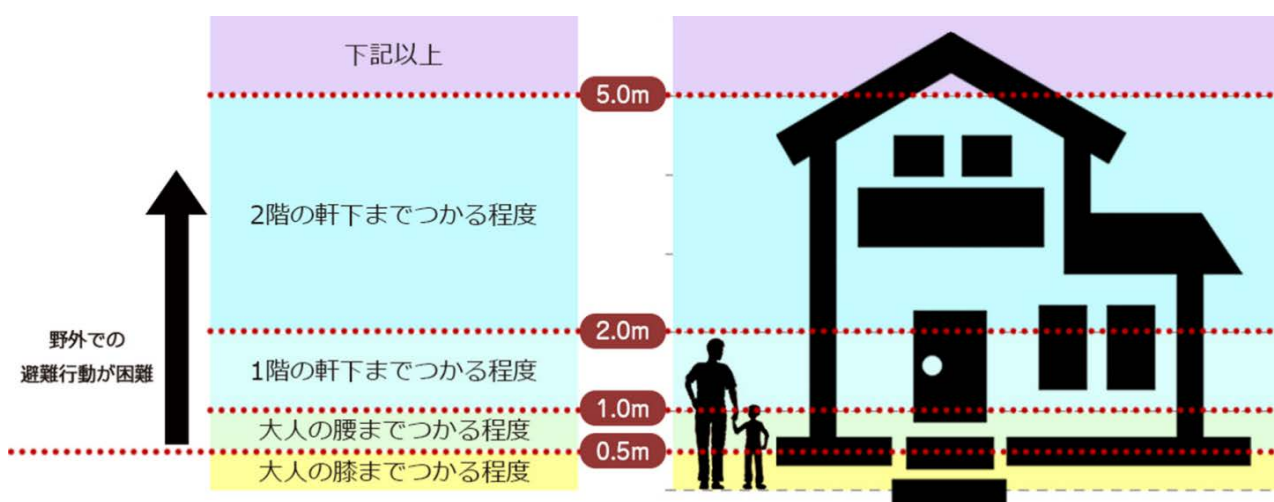 下記以上
5.0m
2階の軒下までつかる程度
2.0m
野外での
避難行動が困難
1階の軒下までつかる程度
1.0m
大人の腰までつかる程度
0.5m
大人の膝までつかる程度